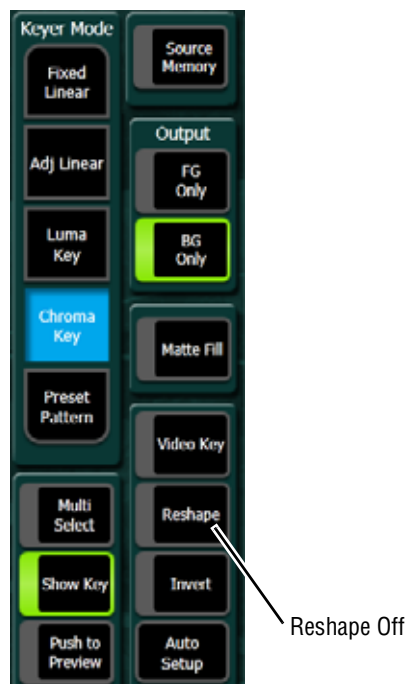 Keyer Mode
Fixed
Linear
Adj Linear
Luma
Key
Chroma
Key
Preset
Pattern
Multi
Select
Show Key
Push to
Preview
Source
Memory
Output
FG
Only
BG
Only
Matte Fill
Video Key
Reshape
Invert
Auto
Setup
Reshape Off